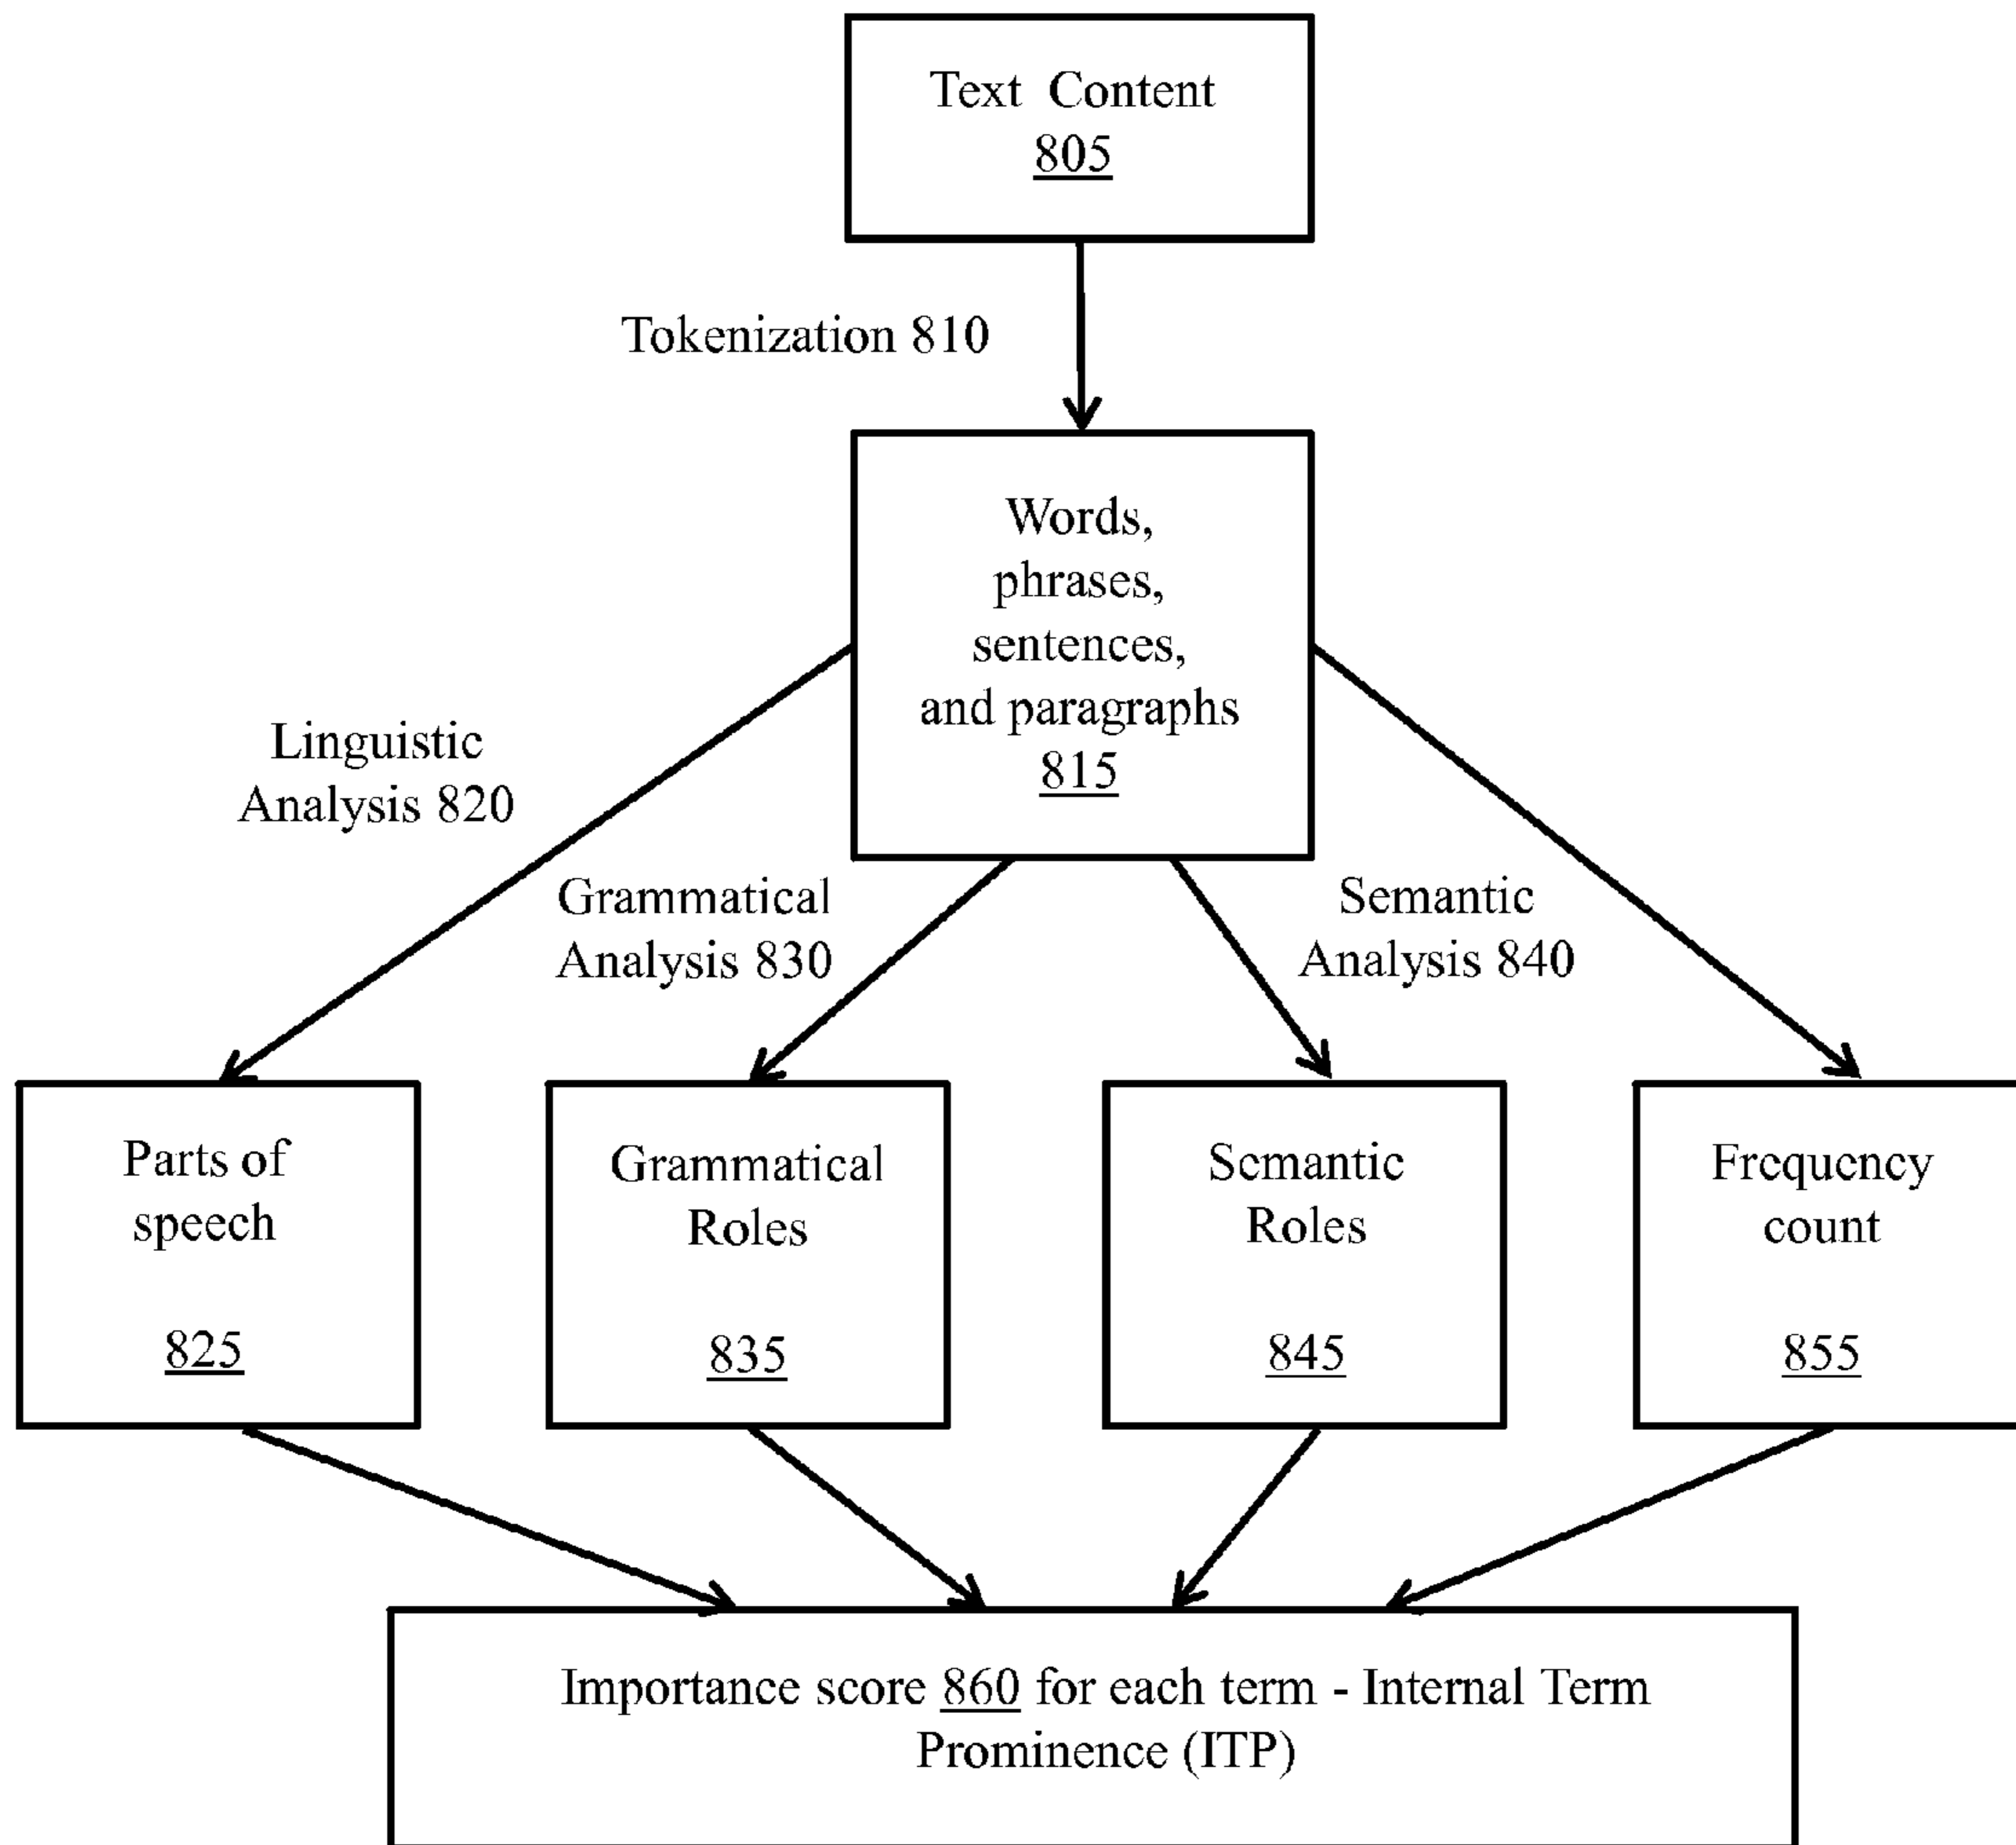 Text Content
805
Tokenization 810
Words,
phrases,
sentences,
and paragraphs
815
Linguistic
Analysis 820
Grammatical
Analysis 830
Semantic
Analysis 840
Parts of
speech
825
Grammatical
Roles
835
Semantic
Roles
845
Frequency
count
855
Importance score 860 for each term - Internal Term
Prominence (ITP)